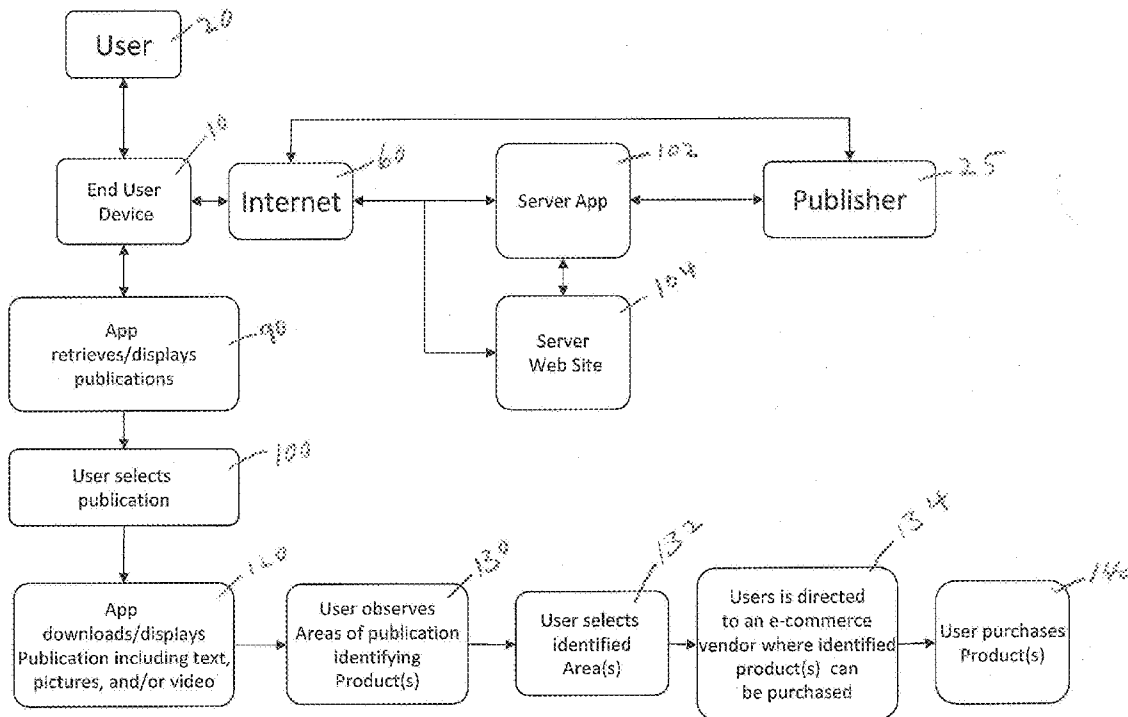 User
20
End User
Device
10
Internet
60
Server App
102
Publisher
25
Server
Web Site
104
App
retrieves/displays
publications
90
User selects
publication
100
App
downloads/displays
Publication including text,
pictures, and/or video
User observes
Areas of publication
identifying
Product(s)
130
User selects
identified
Area(s)
132
Users is directed
to an e-commerce
vendor where identified
product(s) can
be purchased
134
User purchases
Product(s)
140